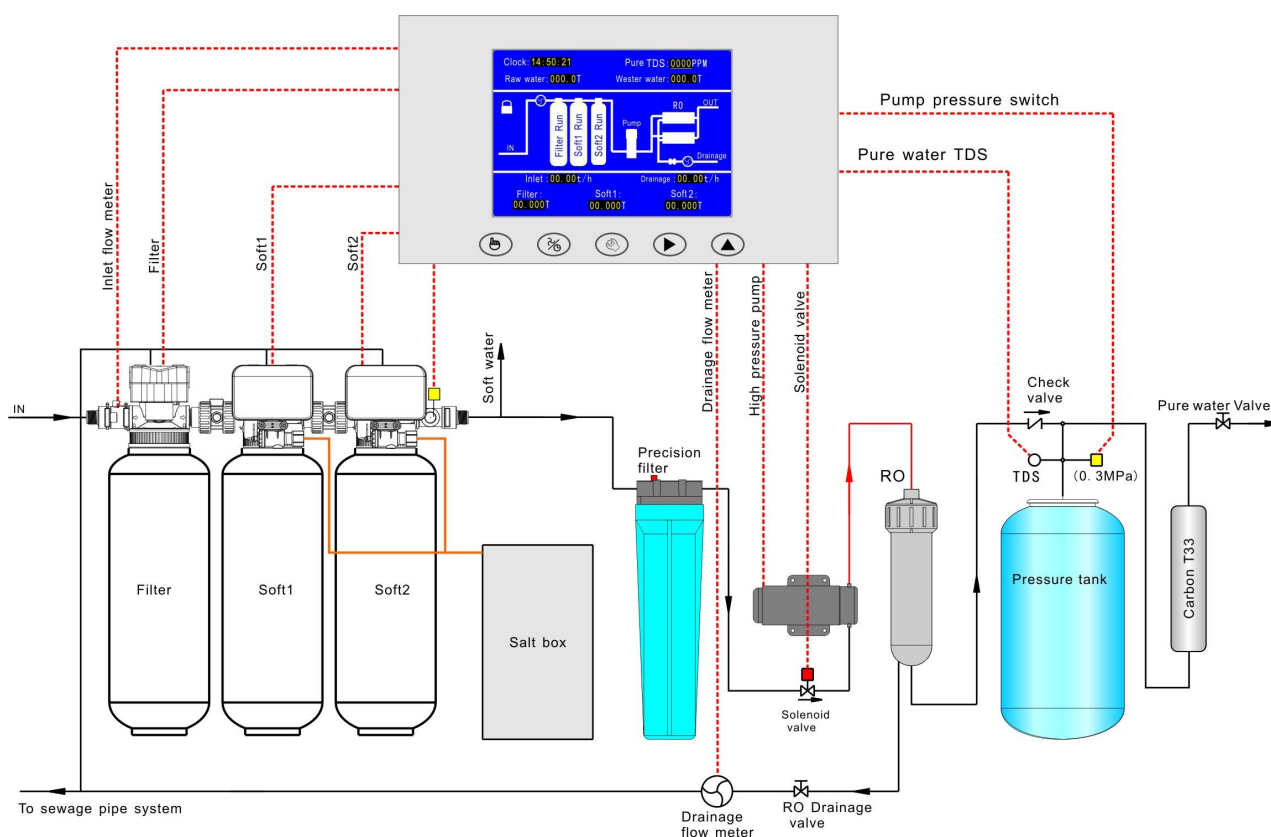 Clock: 14:50:21
Pure TDS: 0000PPM
Raw water: 000.0T
Wester water: 000.0T
RO
OUT
Pump
Filter Run
Soft1 Run
Soft2 Run
IN
Drainage
Inlet: 00.00t/h
Drainage: 00.00t/h
Filter:
Soft1:
Soft2:
00.000T
00.000T
00.000T
Pump pressure switch
Pure water TDS
Inlet flow meter
Filter
Soft1
Soft2
Soft water
Drainage flow meter
High pressure pump
Solenoid valve
IN
Check
valve
Pure water Valve
Precision
filter
RO
TDS
(0.3MPa)
Filter
Soft1
Soft2
Salt box
Pressure tank
Carbon T33
Solenoid
valve
To sewage pipe system
Drainage
flow meter
RO Drainage
valve